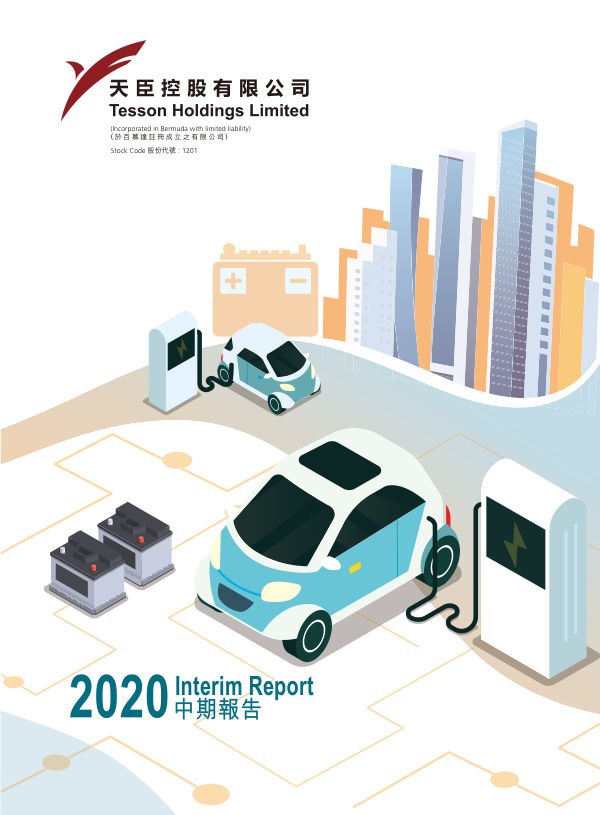 天臣控股有限公司
Tesson Holdings Limited
(Incorporated in Bermuda with limited liability)
(於百慕達註冊成立之有限公司)
Stock Code 股份代號 : 1201
2020 Interim Report
中期報告